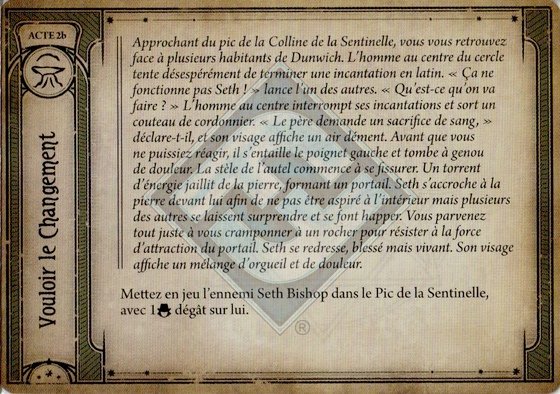 ACTE 2b
Vouloir le Changement
Approchant du pic de la Colline de la Sentinelle, vous vous retrouvez
face à plusieurs habitants de Dunwich. L'homme au centre du cercle
tente désespérément de terminer une incantation en latin. « Ça ne
fonctionne pas Seth ! » lance l'un des autres. « Qu'est-ce qu'on va
faire ? » L'homme au centre interrompt ses incantations et sort un
couteau de cordonnier. « Le père demande un sacrifice de sang, »
déclare-t-il, et son visage affiche un air dément. Avant que vous
ne puissiez réagir, il s'entaille le poignet gauche et tombe à genou
de douleur. La stèle de l'autel commence à se fissurer. Un torrent
d'énergie jaillit de la pierre, formant un portail. Seth s'accroche à la
pierre devant lui afin de ne pas être aspiré à l'intérieur mais plusieurs
des autres se laissent surprendre et se font happer. Vous parvenez
tout juste à vous cramponner à un rocher pour résister à la force
d'attraction du portail. Seth se redresse, blessé mais vivant. Son visage
affiche un mélange d'orgueil et de douleur.
Mettez en jeu l'ennemi Seth Bishop dans le Pic de la Sentinelle,
avec 1 dégât sur lui.
®